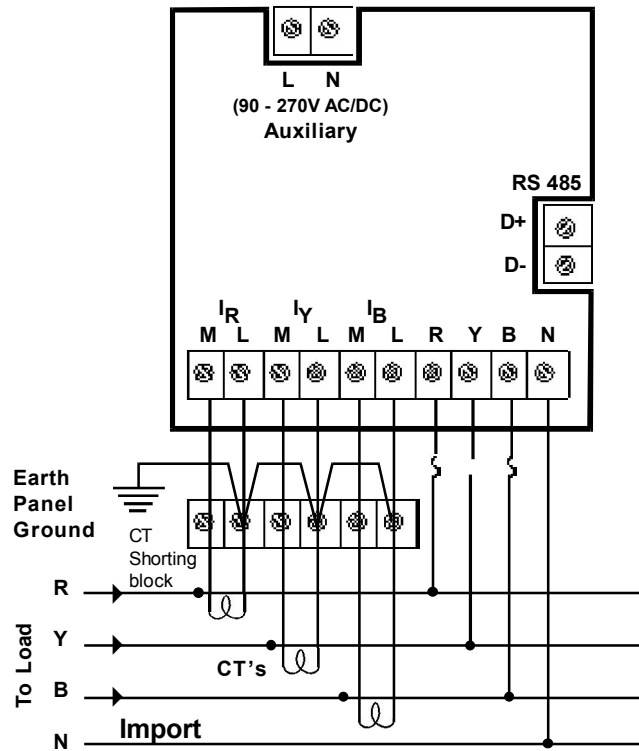 L N
(90 - 270V AC/DC)
Auxiliary
RS 485
D+
D-
IR IY IB
M L M L M L R Y B N
Earth
Panel
Ground
CT
Shorting
block
R
Y
CT's
B
To Load
Import
N